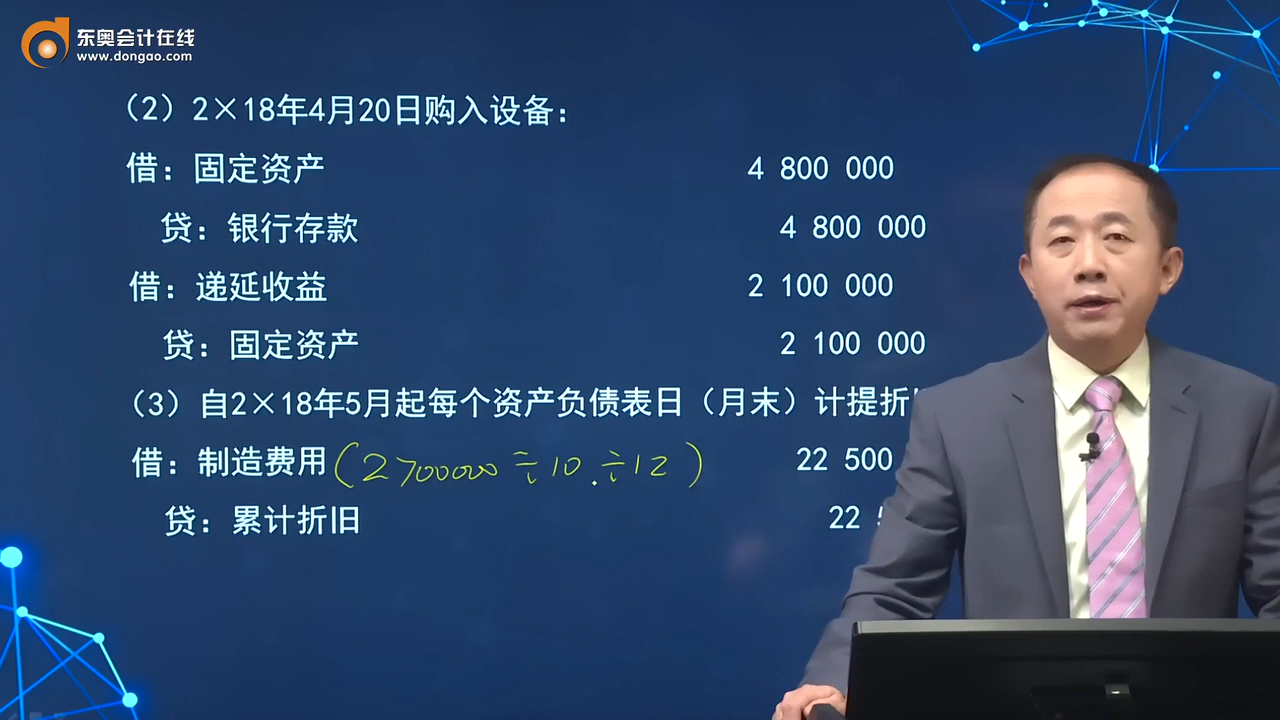 东奥会计在线
www.dongao.com
（2）2×18年4月20日购入设备：
借：固定资产 4 800 000
贷：银行存款 4 800 000
借：递延收益 2 100 000
贷：固定资产 2 100 000
（3）自2×18年5月起每个资产负债表日（月末）计提折
借：制造费用(2700000÷10÷12) 22 500
贷：累计折旧 22 5